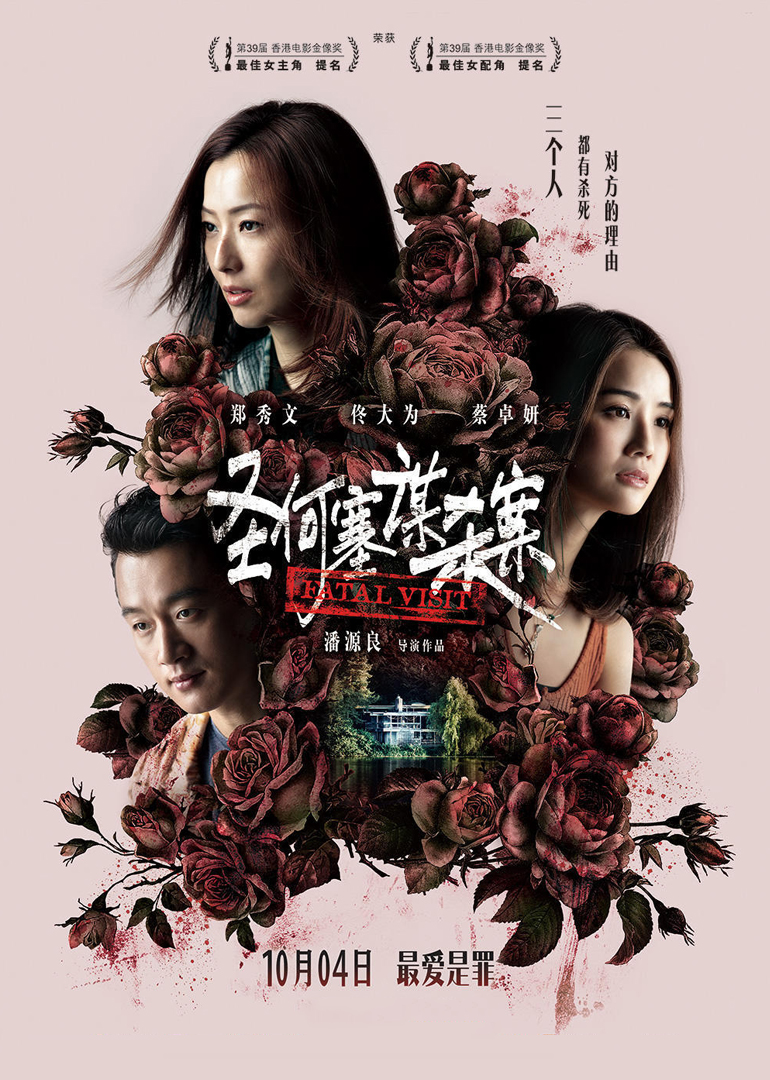 荣获
第39届 香港电影金像奖
最佳女主角 提名
第39届 香港电影金像奖
最佳女配角 提名
三个人
都有杀死
对方的理由
郑秀文 佟大为 蔡卓妍
圣何塞谋杀案
FATAL VISIT
潘源良 导演作品
10月04日 最爱是罪